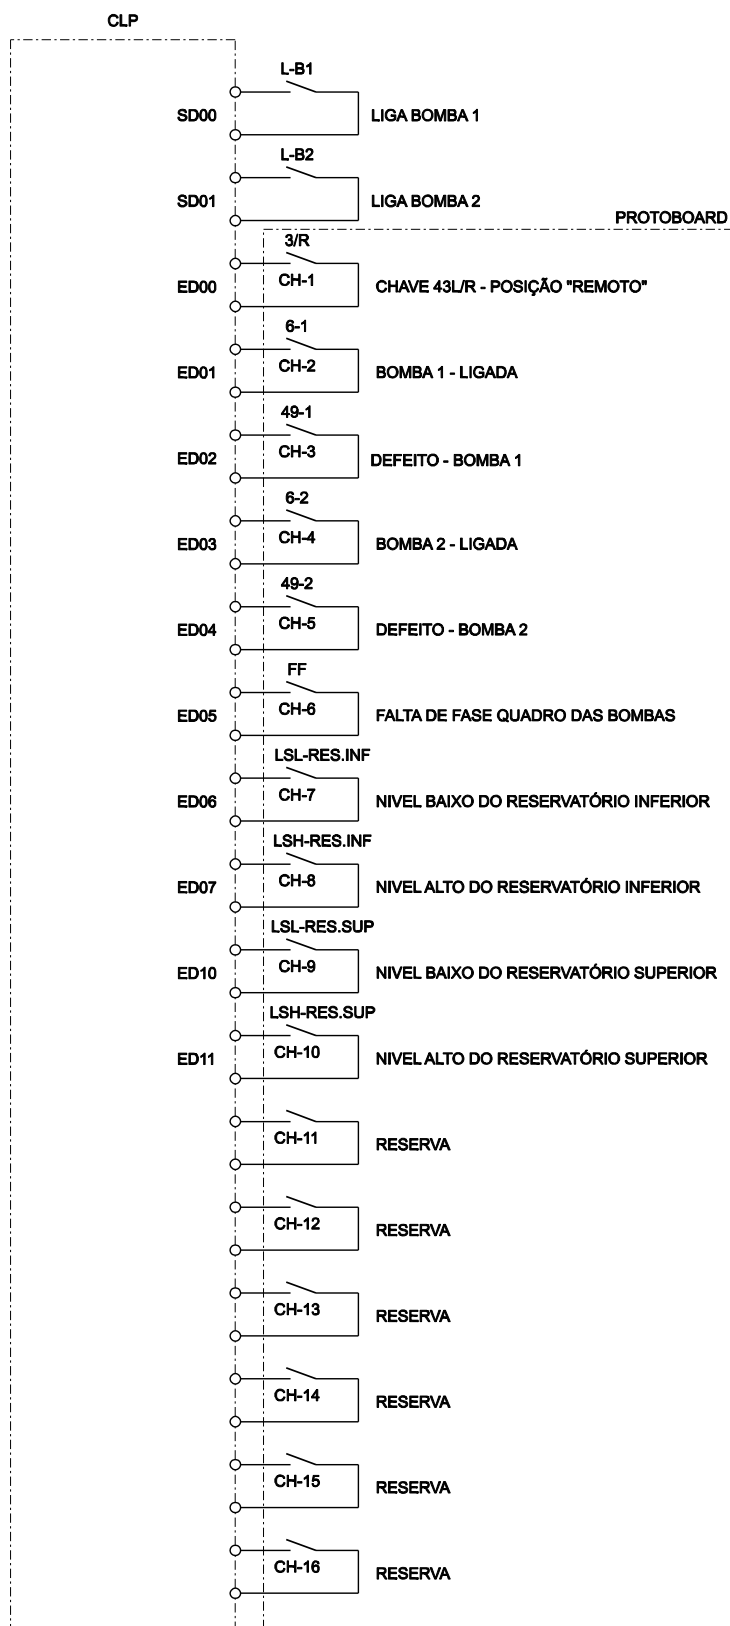 CLP
L-B1
SD00
LIGA BOMBA 1
L-B2
SD01
LIGA BOMBA 2
PROTOBOARD
3/R
ED00
CH-1
CHAVE 43L/R - POSIÇÃO "REMOTO"
6-1
ED01
CH-2
BOMBA 1 - LIGADA
49-1
ED02
CH-3
DEFEITO - BOMBA 1
6-2
ED03
CH-4
BOMBA 2 - LIGADA
49-2
ED04
CH-5
DEFEITO - BOMBA 2
FF
ED05
CH-6
FALTA DE FASE QUADRO DAS BOMBAS
LSL-RES.INF
ED06
CH-7
NIVEL BAIXO DO RESERVATÓRIO INFERIOR
LSH-RES.INF
ED07
CH-8
NIVEL ALTO DO RESERVATÓRIO INFERIOR
LSL-RES.SUP
ED10
CH-9
NIVEL BAIXO DO RESERVATÓRIO SUPERIOR
LSH-RES.SUP
ED11
CH-10
NIVEL ALTO DO RESERVATÓRIO SUPERIOR
CH-11
RESERVA
CH-12
RESERVA
CH-13
RESERVA
CH-14
RESERVA
CH-15
RESERVA
CH-16
RESERVA